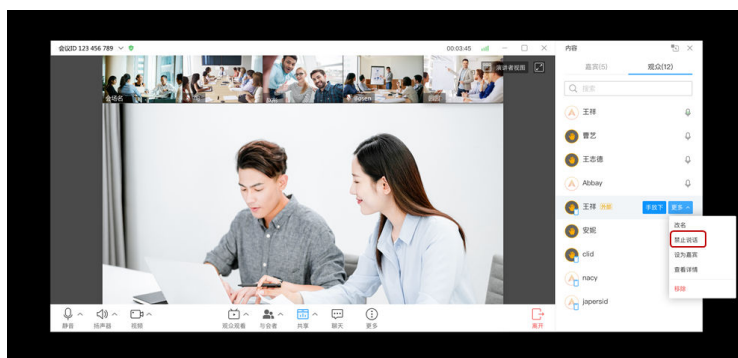 会议ID 123 456 789
00:03:45
内容
演讲者视图
嘉宾(5)
观众(12)
搜索
会场名
Bosen
王祥
曹艺
王志德
Abbay
王祥
手放下
更多
安妮
clid
nacy
japersid
改名
禁止说话
设为嘉宾
查看详情
移除
静音
扬声器
视频
观众观看
与会者
共享
聊天
更多
离开